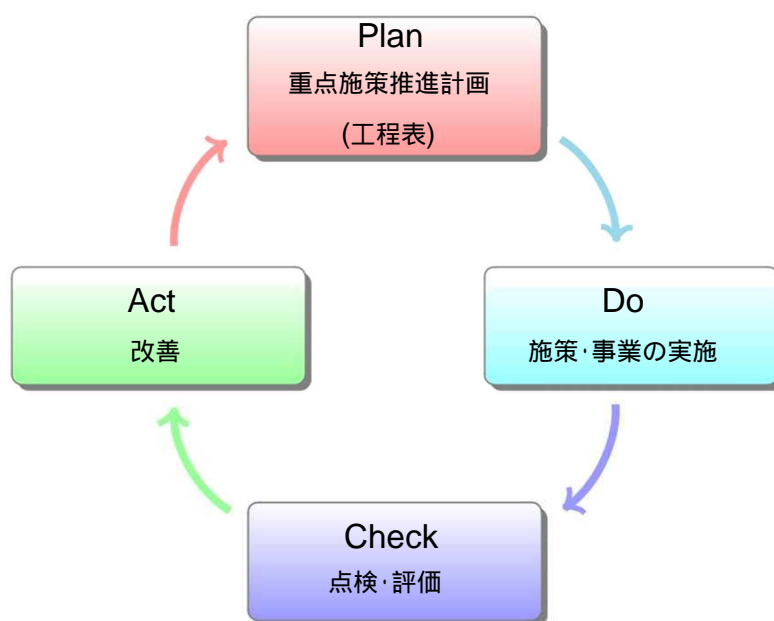 Plan
重点施策推進計画
(工程表)
Act
改善
Do
施策･事業の実施
Check
点検･評価